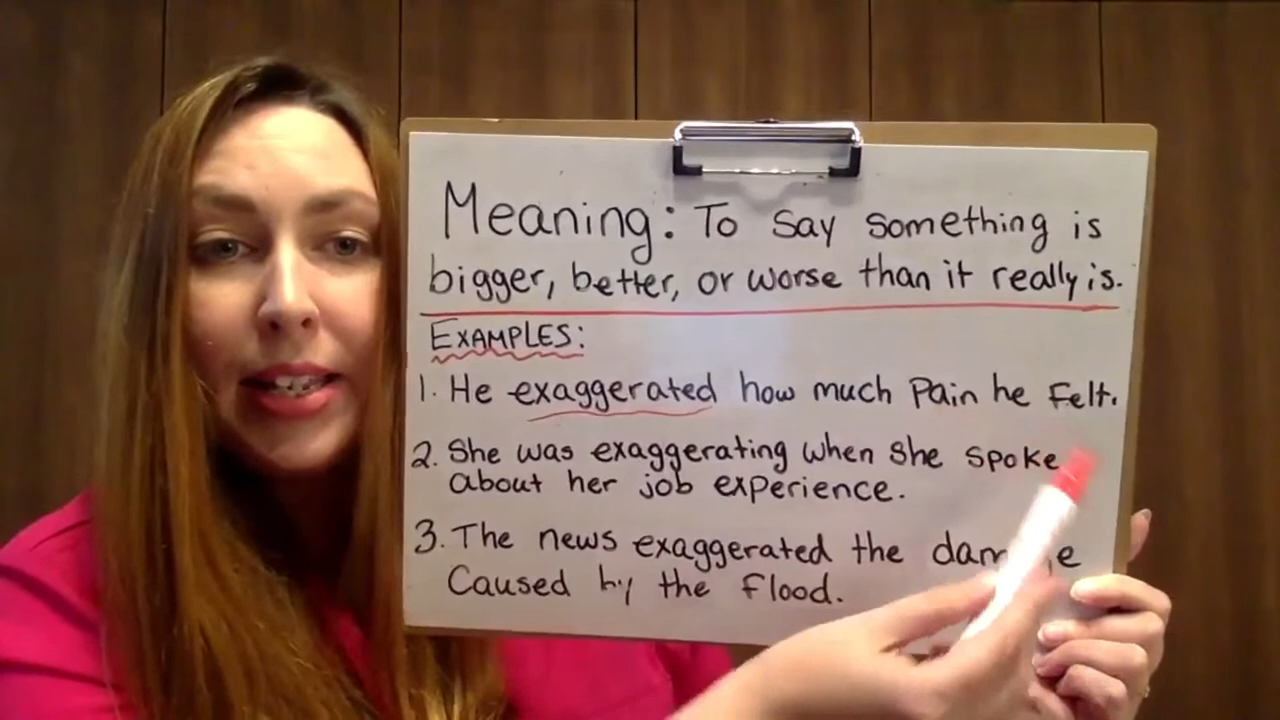 Meaning: To say something is
bigger, better, or worse than it really is.
EXAMPLES:
1. He exaggerated how much pain he felt.
2. She was exaggerating when she spoke
about her job experience.
3. The news exaggerated the
caused by the flood.